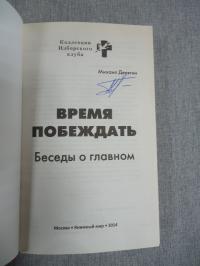 Коллекция
Изборского
клуба
Михаил Делягин
ВРЕМЯ
ПОБЕЖДАТЬ
Беседы о главном
Москва • Книжный мир • 2014